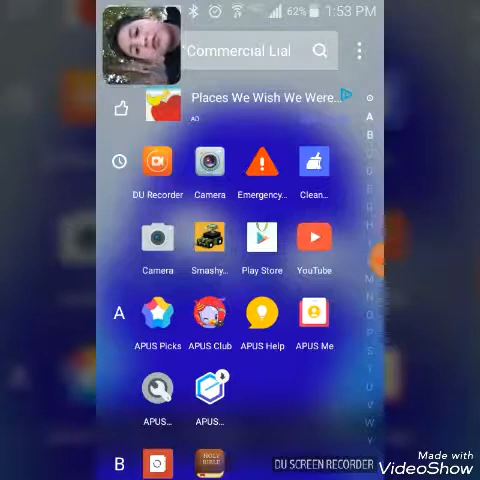 62% 1:53 PM
Commercial Lial
Places We Wish We Were...
AD
A
B
DU Recorder Camera Emergency... Clean...
Camera Smashy... Play Store YouTube
A
APUS Picks APUS Club APUS Help APUS Me
APUS... APUS...
B
HOLY BIBLE
M
N
O
P
Q
R
S
T
U
V
W
Y
DU SCREEN RECORDER
Made with
VideoShow